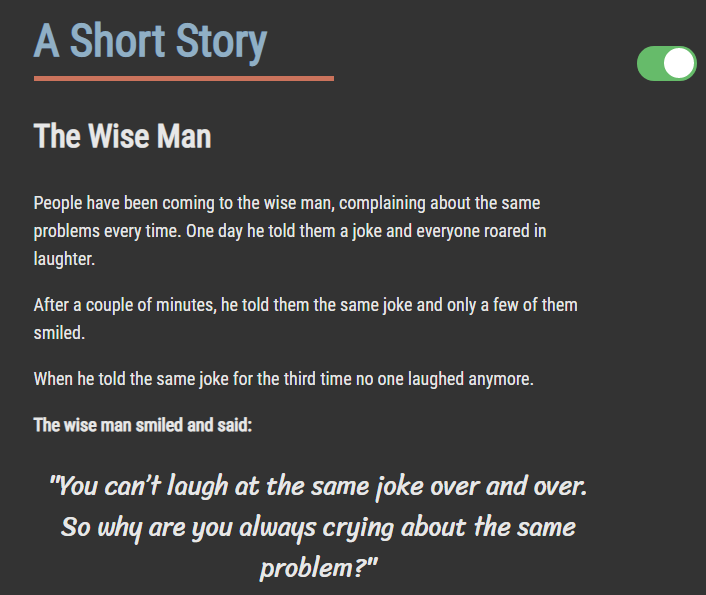 A Short Story
The Wise Man
People have been coming to the wise man, complaining about the same
problems every time. One day he told them a joke and everyone roared in
laughter.
After a couple of minutes, he told them the same joke and only a few of them
smiled.
When he told the same joke for the third time no one laughed anymore.
The wise man smiled and said:
"You can't laugh at the same joke over and over.
So why are you always crying about the same
problem?"